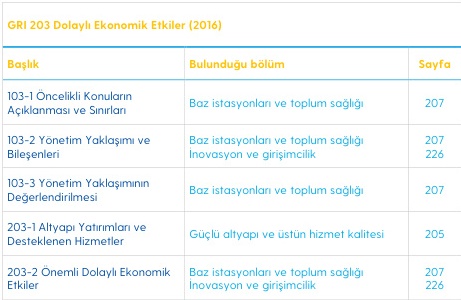 GRI 203 Dolaylı Ekonomik Etkiler (2016)
Başlık Bulunduğu bölüm Sayfa
103-1 Öncelikli Konuların
Açıklanması ve Sınırları
Baz istasyonları ve toplum sağlığı 207
103-2 Yönetim Yaklaşımı ve
Bileşenleri
Baz istasyonları ve toplum sağlığı 207
İnovasyon ve girişimcilik 226
103-3 Yönetim Yaklaşımının
Değerlendirilmesi
Baz istasyonları ve toplum sağlığı 207
203-1 Altyapı Yatırımları ve
Desteklenen Hizmetler
Güçlü altyapı ve üstün hizmet kalitesi 205
203-2 Önemli Dolaylı Ekonomik
Etkiler
Baz istasyonları ve toplum sağlığı 207
İnovasyon ve girişimcilik 226